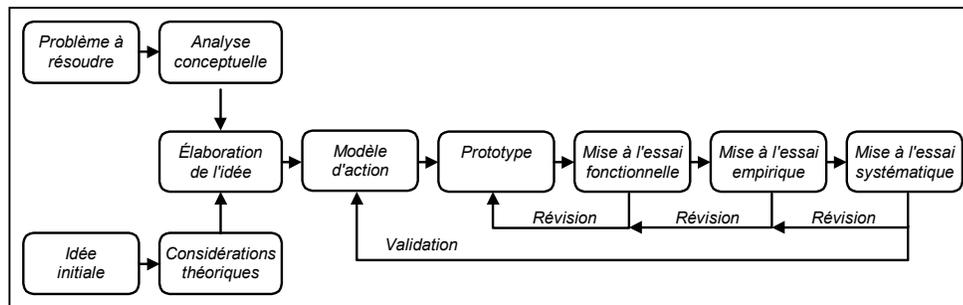 Problème à
résoudre
Analyse
conceptuelle
Élaboration
de l'idée
Modèle
d'action
Prototype
Mise à l'essai
fonctionnelle
Mise à l'essai
empirique
Mise à l'essai
systématique
Révision
Révision
Révision
Validation
Idée
initiale
Considérations
théoriques